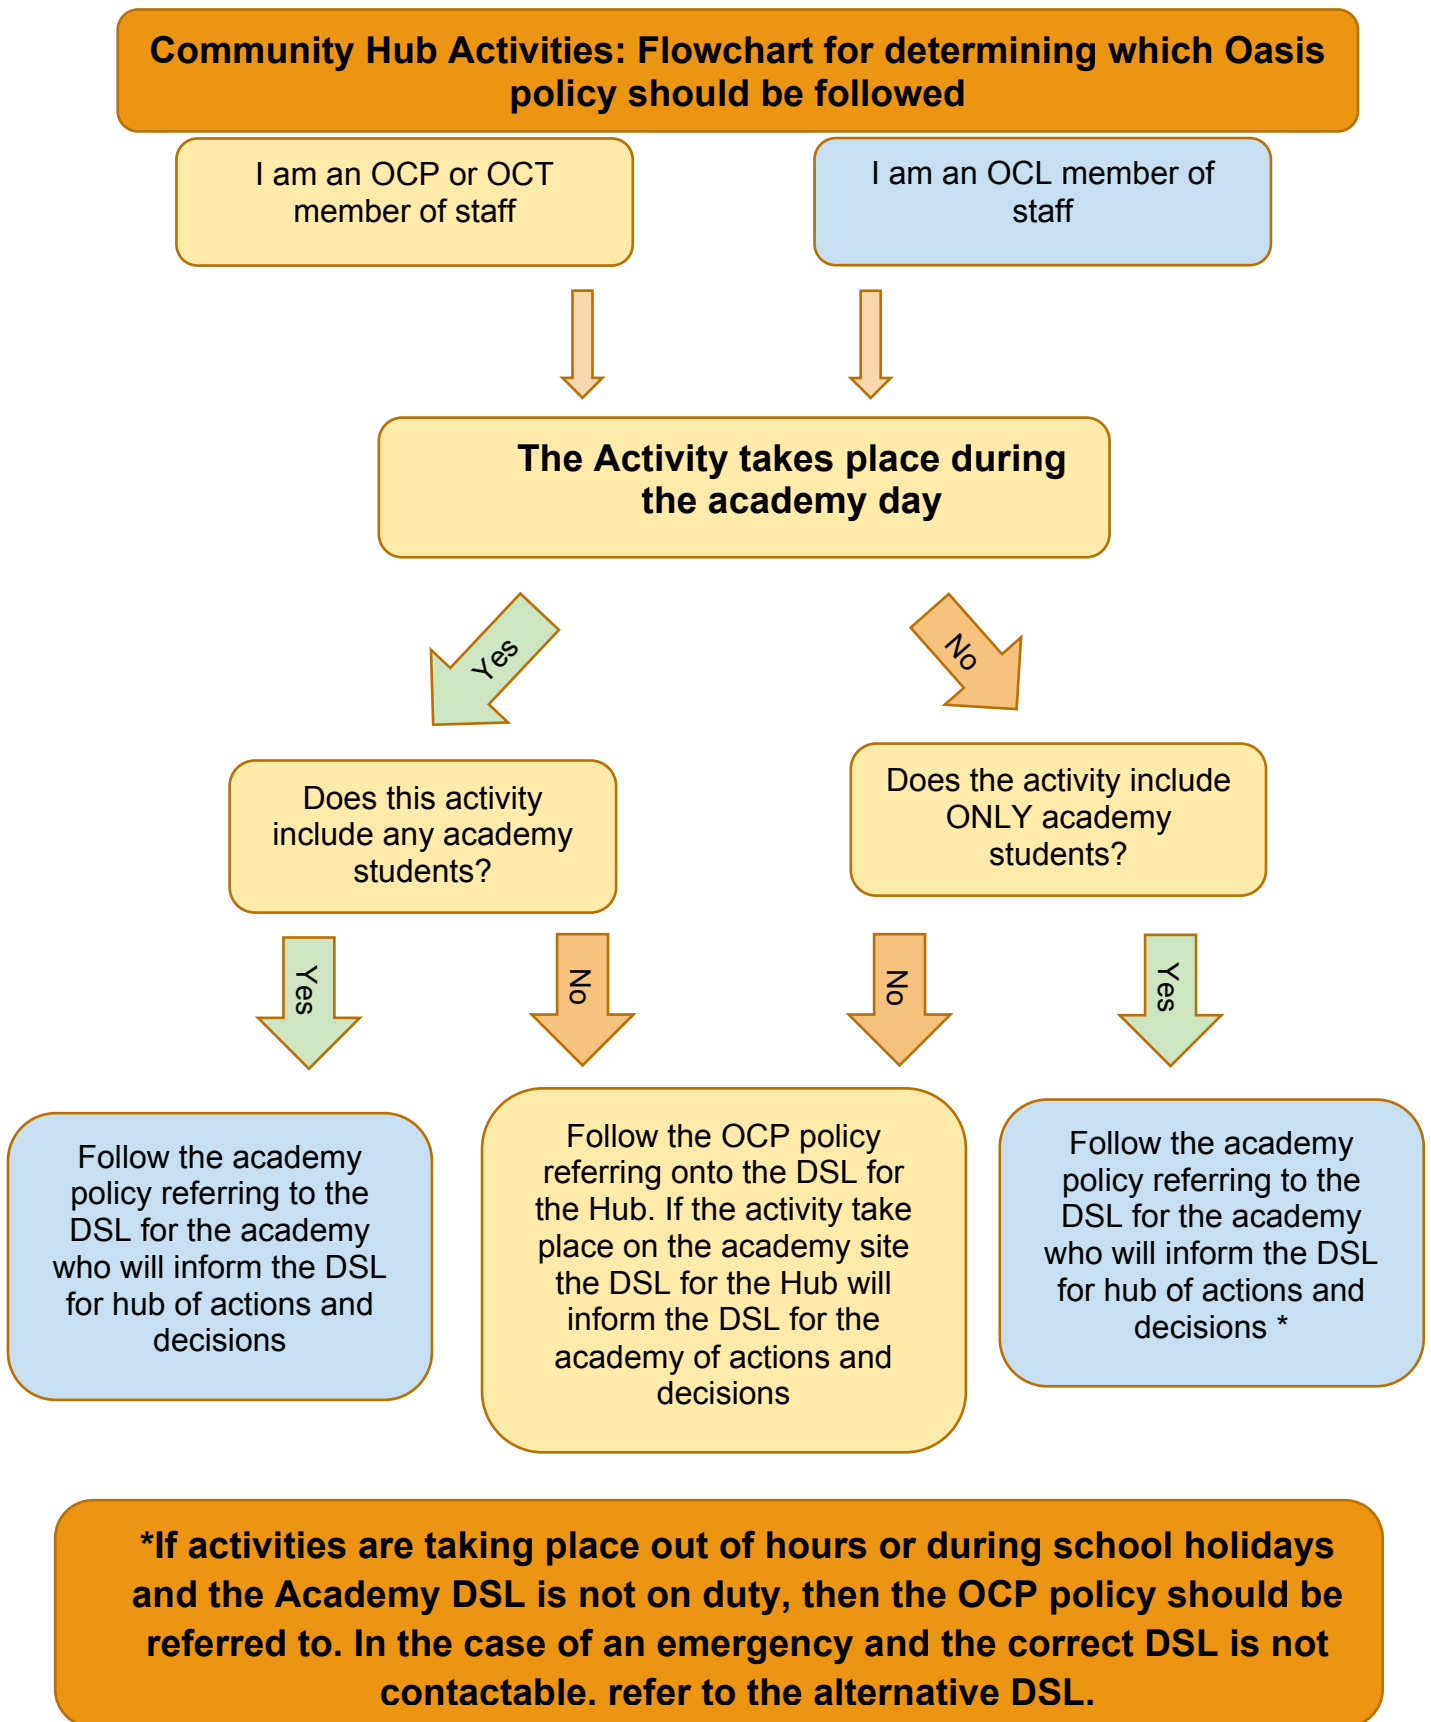 Community Hub Activities: Flowchart for determining which Oasis
policy should be followed
I am an OCP or OCT
member of staff
I am an OCL member of
staff
The Activity takes place during
the academy day
Yes
No
Does this activity
include any academy
students?
Does the activity include
ONLY academy
students?
Yes
No
No
Yes
Follow the academy
policy referring to the
DSL for the academy
who will inform the DSL
for hub of actions and
decisions
Follow the OCP policy
referring onto the DSL for
the Hub. If the activity take
place on the academy site
the DSL for the Hub will
inform the DSL for the
academy of actions and
decisions
Follow the academy
policy referring to the
DSL for the academy
who will inform the DSL
for hub of actions and
decisions *
*If activities are taking place out of hours or during school holidays
and the Academy DSL is not on duty, then the OCP policy should be
referred to. In the case of an emergency and the correct DSL is not
contactable. refer to the alternative DSL.